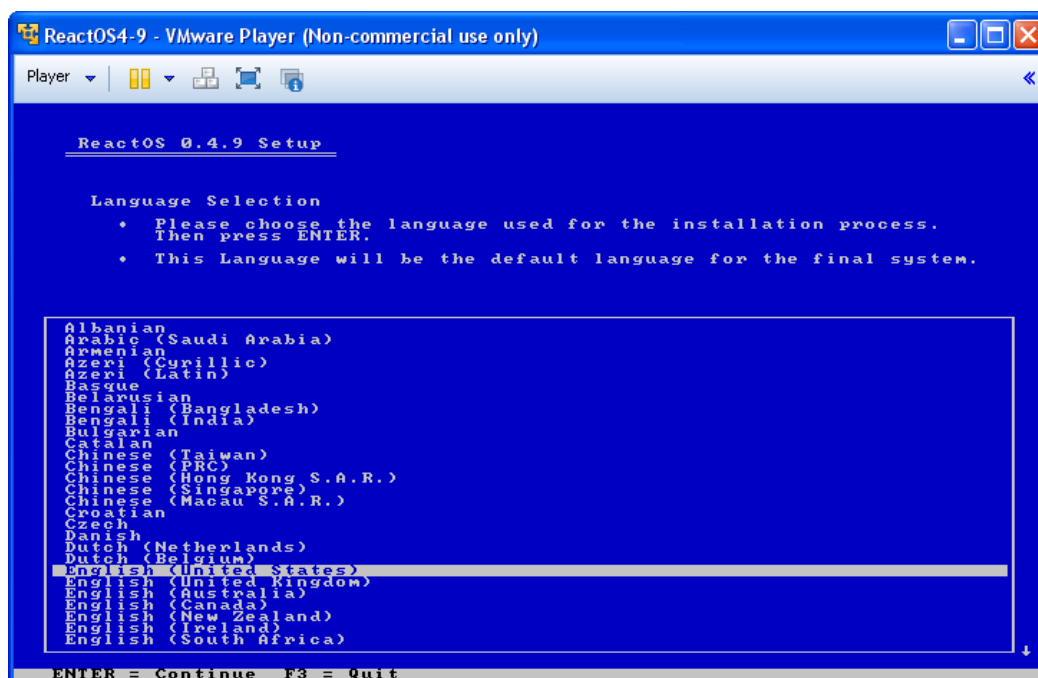 ReactOS4-9 - VMware Player (Non-commercial use only)
Player
ReactOS 0.4.9 Setup
Language Selection
• Please choose the language used for the installation process.
Then press ENTER.
• This Language will be the default language for the final system.
Albanian
Arabic (Saudi Arabia)
Armenian
Azeri (Cyrillic)
Azeri (Latin)
Basque
Belarusian
Bengali (Bangladesh)
Bengali (India)
Bulgarian
Catalan
Chinese (Taiwan)
Chinese (PRC)
Chinese (Hong Kong S.A.R.)
Chinese (Singapore)
Chinese (Macau S.A.R.)
Croatian
Czech
Danish
Dutch (Netherlands)
Dutch (Belgium)
English (United States)
English (United Kingdom)
English (Australia)
English (Canada)
English (New Zealand)
English (Ireland)
English (South Africa)
ENTER = Continue F3 = Quit